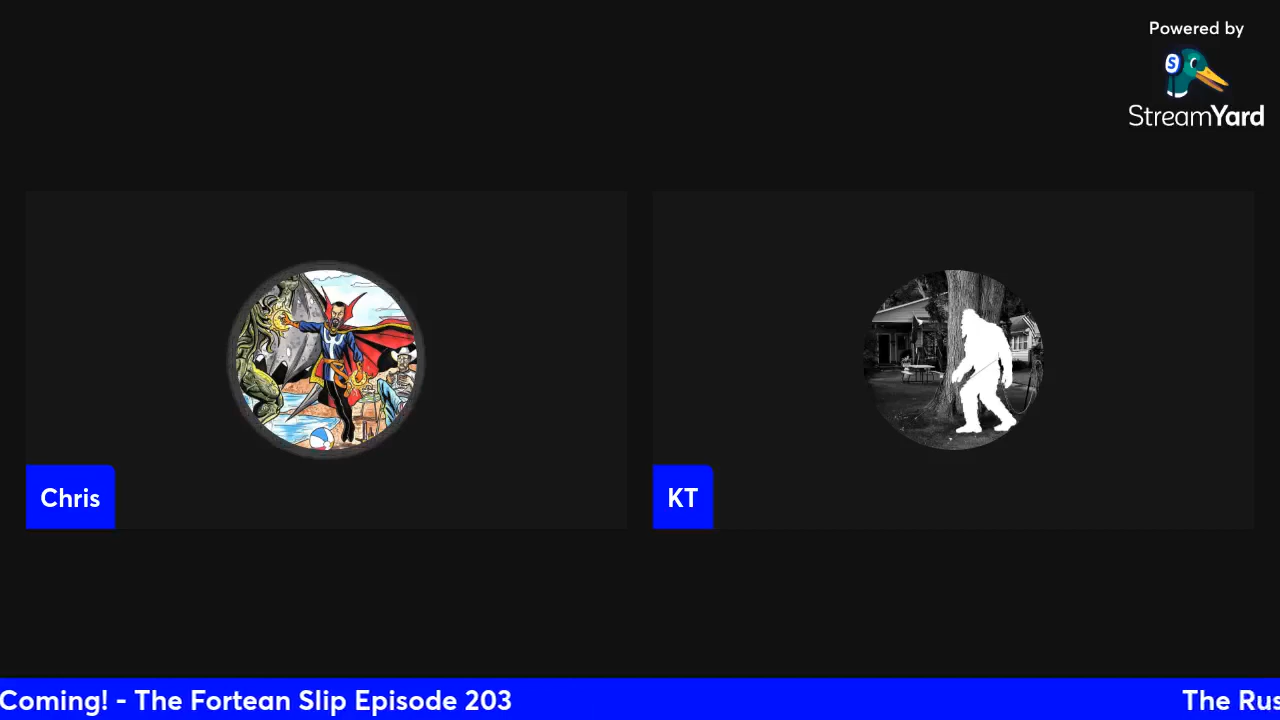 Powered by
S
StreamYard
Chris
KT
Coming! - The Fortean Slip Episode 203
The Rus